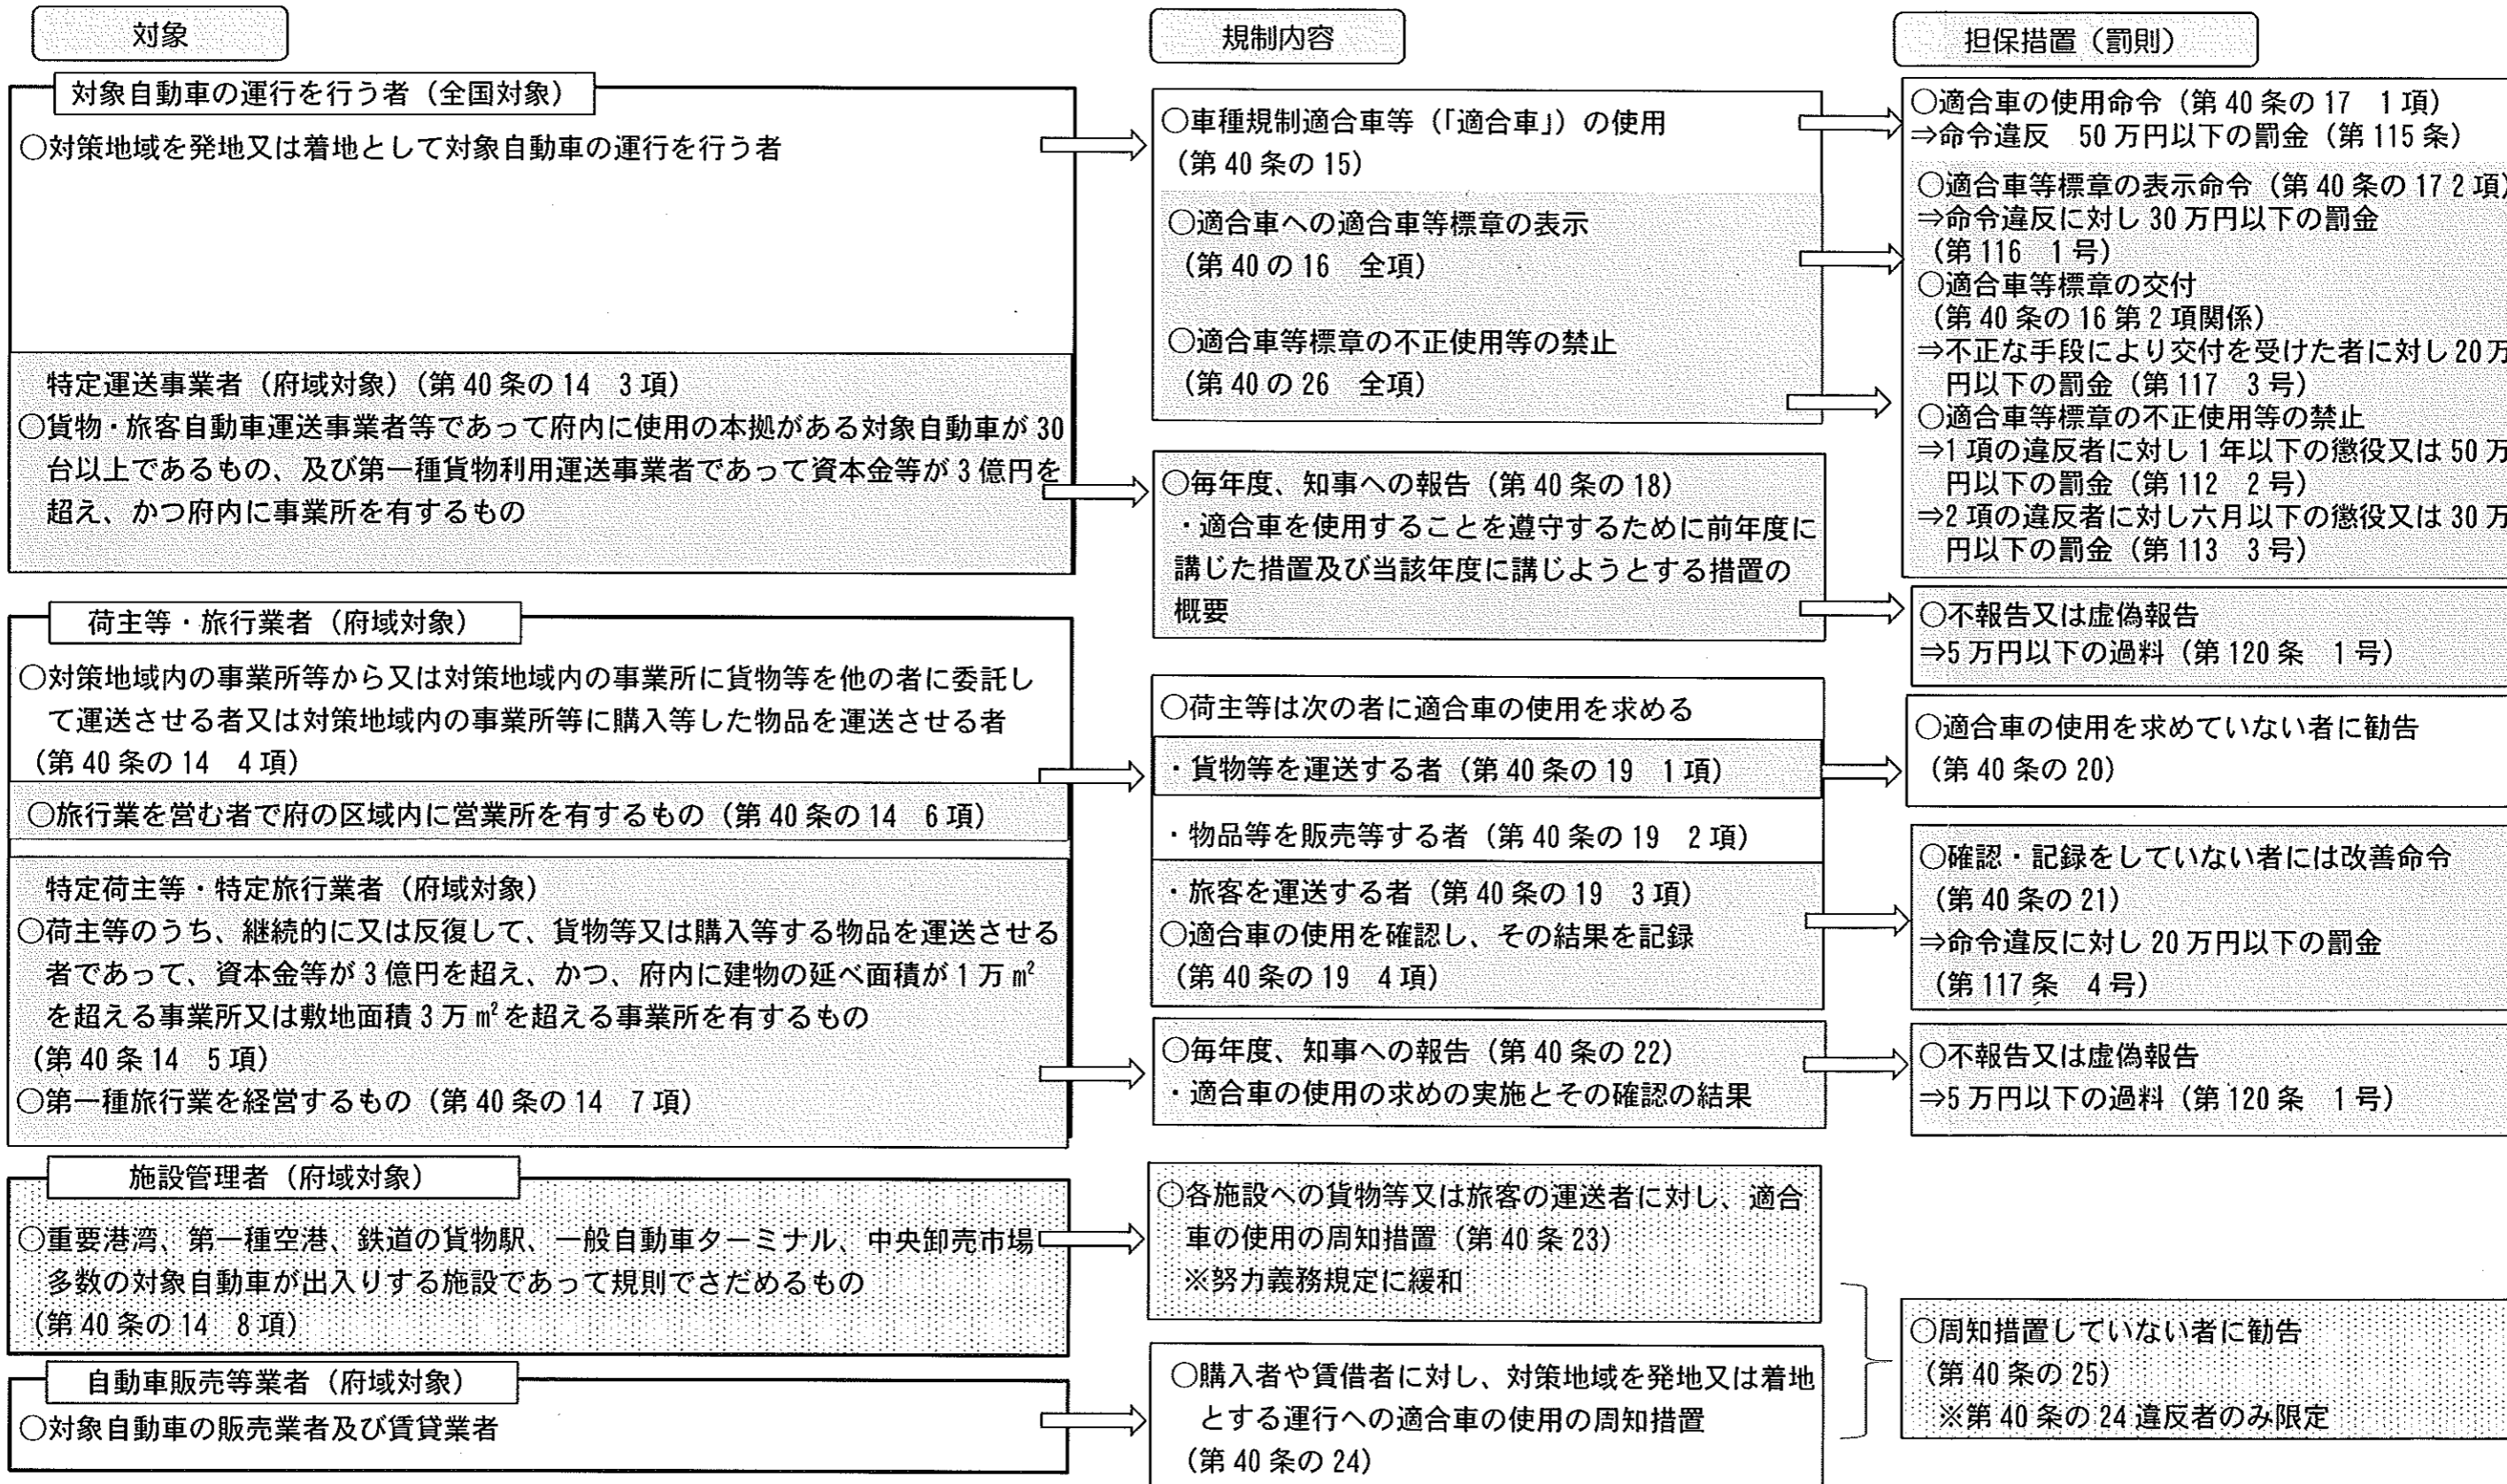 対象
規制内容
担保措置（罰則）
対象自動車の運行を行う者（全国対象）
○対策地域を発地又は着地として対象自動車の運行を行う者
特定運送事業者（府域対象）（第40条の14　3項）
○貨物・旅客自動車運送事業者等であって府内に使用の本拠がある対象自動車が30
台以上であるもの、及び第一種貨物利用運送事業者であって資本金等が3億円を
超え、かつ府内に事業所を有するもの
○車種規制適合車等（「適合車」）の使用
（第40条の15）
○適合車への適合車等標章の表示
（第40の16　全項）
○適合車等標章の不正使用等の禁止
（第40の26　全項）
○毎年度、知事への報告（第40条の18）
・適合車を使用することを遵守するために前年度に
講じた措置及び当該年度に講じようとする措置の
概要
○適合車の使用命令（第40条の17　1項）
⇒命令違反　50万円以下の罰金（第115条）
○適合車等標章の表示命令（第40条の17 2項）
⇒命令違反に対し30万円以下の罰金
（第116　1号）
○適合車等標章の交付
（第40条の16第2項関係）
⇒不正な手段により交付を受けた者に対し20万
円以下の罰金（第117　3号）
○適合車等標章の不正使用等の禁止
⇒1項の違反者に対し1年以下の懲役又は50万
円以下の罰金（第112　2号）
⇒2項の違反者に対し六月以下の懲役又は30万
円以下の罰金（第113　3号）
○不報告又は虚偽報告
⇒5万円以下の過料（第120条　1号）
荷主等・旅行業者（府域対象）
○対策地域内の事業所等から又は対策地域内の事業所に貨物等を他の者に委託し
て運送させる者又は対策地域内の事業所等に購入等した物品を運送させる者
（第40条の14　4項）
○旅行業を営む者で府の区域内に営業所を有するもの（第40条の14　6項）
特定荷主等・特定旅行業者（府域対象）
○荷主等のうち、継続的に又は反復して、貨物等又は購入等する物品を運送させる
者であって、資本金等が3億円を超え、かつ、府内に建物の延べ面積が1万㎡
を超える事業所又は敷地面積3万㎡を超える事業所を有するもの
（第40条14　5項）
○第一種旅行業を経営するもの（第40条の14　7項）
○荷主等は次の者に適合車の使用を求める
・貨物等を運送する者（第40条の19　1項）
・物品等を販売等する者（第40条の19　2項）
・旅客を運送する者（第40条の19　3項）
○適合車の使用を確認し、その結果を記録
（第40条の19　4項）
○毎年度、知事への報告（第40条の22）
・適合車の使用の求めの実施とその確認の結果
○適合車の使用を求めていない者に勧告
（第40条の20）
○確認・記録をしていない者には改善命令
（第40条の21）
⇒命令違反に対し20万円以下の罰金
（第117条　4号）
○不報告又は虚偽報告
⇒5万円以下の過料（第120条　1号）
施設管理者（府域対象）
○重要港湾、第一種空港、鉄道の貨物駅、一般自動車ターミナル、中央卸売市場
多数の対象自動車が出入りする施設であって規則でさだめるもの
（第40条の14　8項）
○各施設への貨物等又は旅客の運送者に対し、適合
車の使用の周知措置（第40条23）
※努力義務規定に緩和
自動車販売等業者（府域対象）
○対象自動車の販売業者及び賃貸業者
○購入者や賃借者に対し、対策地域を発地又は着地
とする運行への適合車の使用の周知措置
（第40条の24）
○周知措置していない者に勧告
（第40条の25）
※第40条の24違反者のみ限定